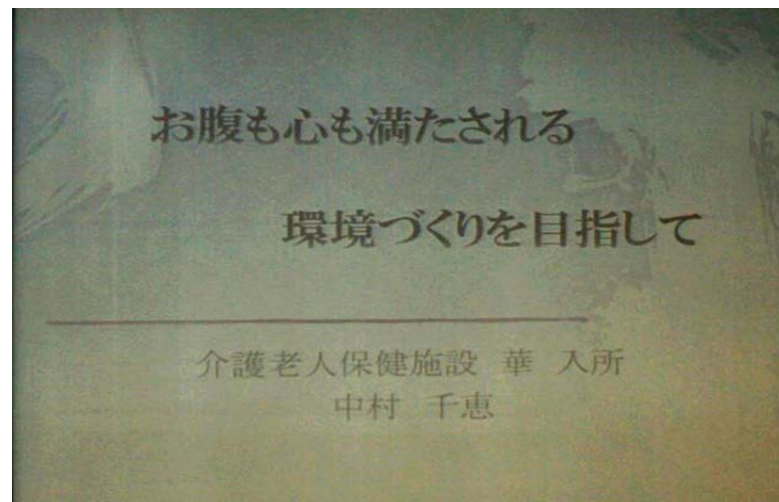 お腹も心も満たされる
環境づくりを目指して
介護老人保健施設 華 入所
中村 千恵